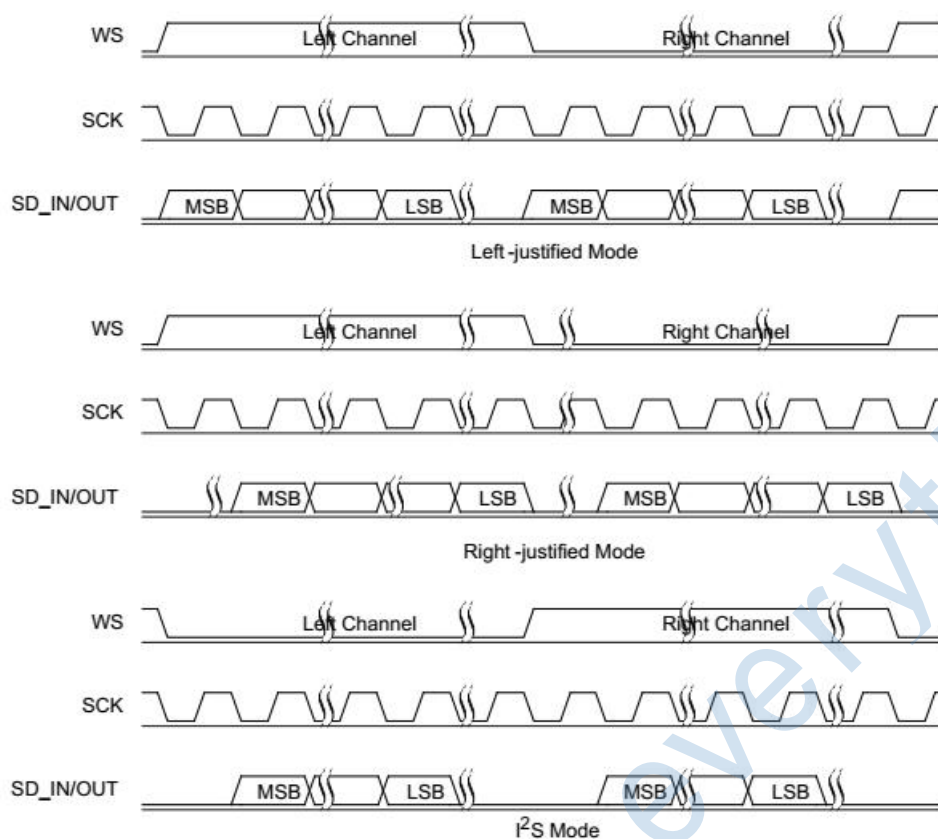 WS Left Channel Right Channel
SCK
SD_IN/OUT MSB LSB MSB LSB
Left-justified Mode
WS Left Channel Right Channel
SCK
SD_IN/OUT MSB LSB MSB LSB
Right-justified Mode
WS Left Channel Right Channel
SCK
SD_IN/OUT MSB LSB MSB LSB
I²S Mode
everyt